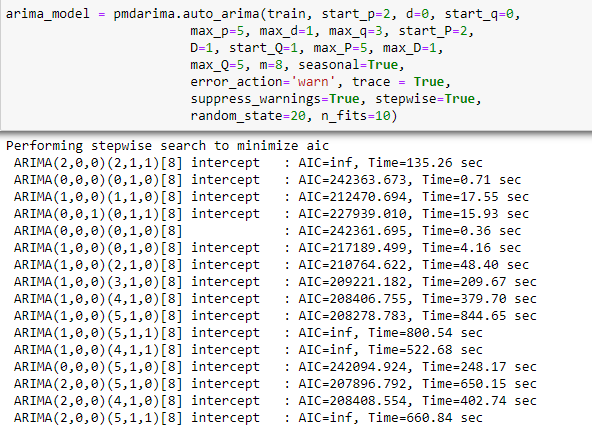 arima_model = pmdarima.auto_arima(train, start_p=2, d=0, start_q=0,
max_p=5, max_d=1, max_q=3, start_P=2,
D=1, start_Q=1, max_P=5, max_D=1,
max_Q=5, m=8, seasonal=True,
error_action='warn', trace = True,
suppress_warnings=True, stepwise=True,
random_state=20, n_fits=10)
Performing stepwise search to minimize aic
ARIMA(2,0,0)(2,1,1)[8] intercept : AIC=inf, Time=135.26 sec
ARIMA(0,0,0)(0,1,0)[8] intercept : AIC=242363.673, Time=0.71 sec
ARIMA(1,0,0)(1,1,0)[8] intercept : AIC=212470.694, Time=17.55 sec
ARIMA(0,0,1)(0,1,1)[8] intercept : AIC=227939.010, Time=15.93 sec
ARIMA(0,0,0)(0,1,0)[8] : AIC=242361.695, Time=0.36 sec
ARIMA(1,0,0)(0,1,0)[8] intercept : AIC=217189.499, Time=4.16 sec
ARIMA(1,0,0)(2,1,0)[8] intercept : AIC=210764.622, Time=48.40 sec
ARIMA(1,0,0)(3,1,0)[8] intercept : AIC=209221.182, Time=209.67 sec
ARIMA(1,0,0)(4,1,0)[8] intercept : AIC=208406.755, Time=379.70 sec
ARIMA(1,0,0)(5,1,0)[8] intercept : AIC=208278.783, Time=844.65 sec
ARIMA(1,0,0)(5,1,1)[8] intercept : AIC=inf, Time=800.54 sec
ARIMA(1,0,0)(4,1,1)[8] intercept : AIC=inf, Time=522.68 sec
ARIMA(0,0,0)(5,1,0)[8] intercept : AIC=242094.924, Time=248.17 sec
ARIMA(2,0,0)(5,1,0)[8] intercept : AIC=207896.792, Time=650.15 sec
ARIMA(2,0,0)(4,1,0)[8] intercept : AIC=208408.554, Time=402.74 sec
ARIMA(2,0,0)(5,1,1)[8] intercept : AIC=inf, Time=660.84 sec